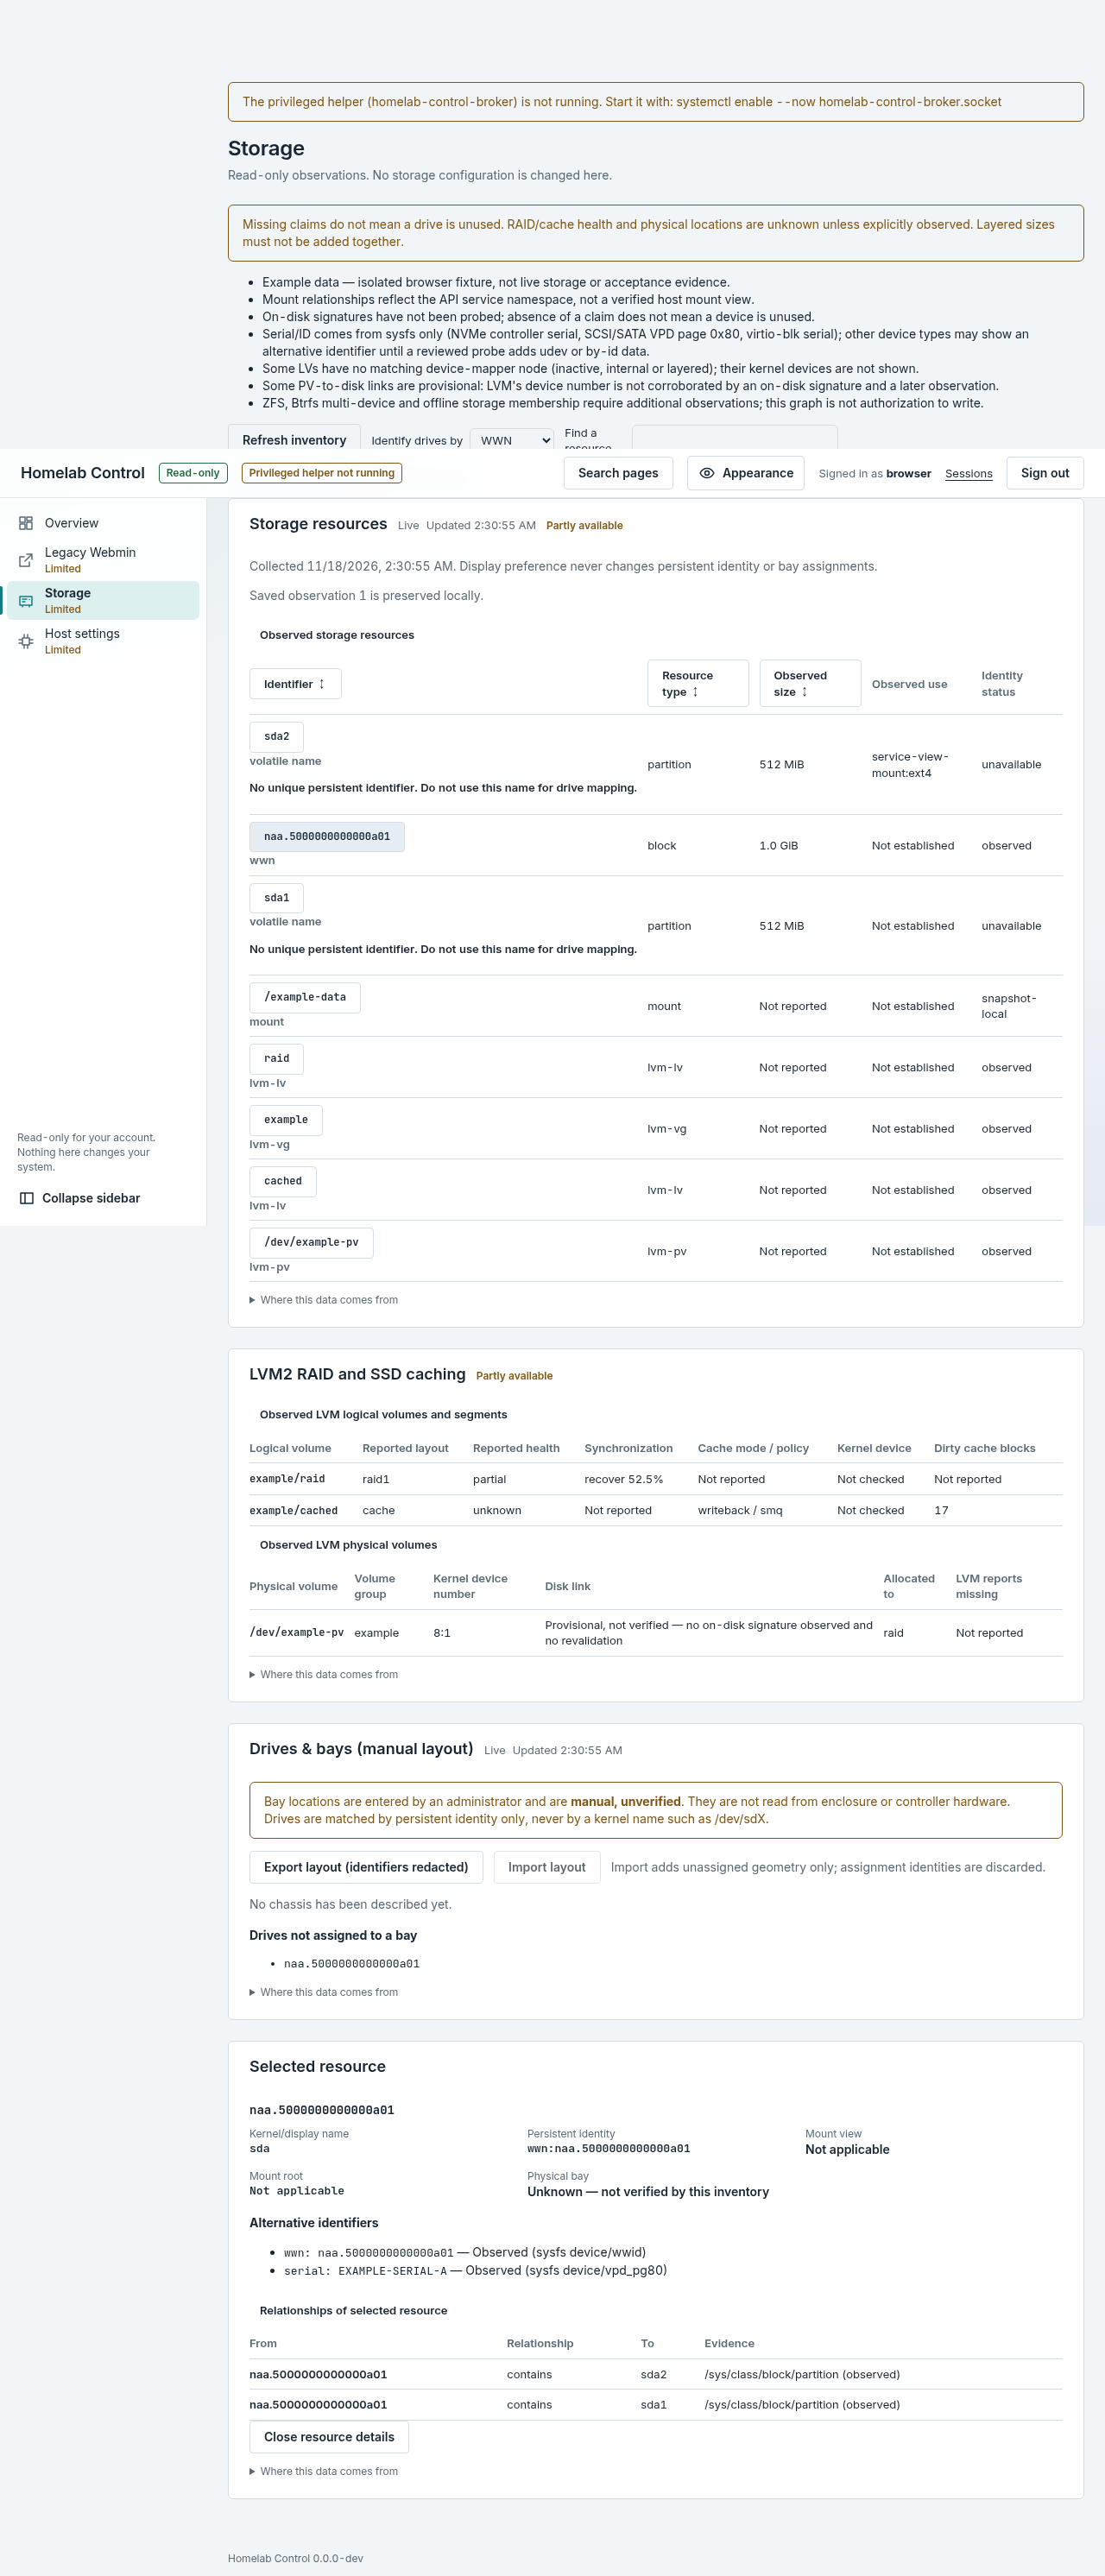 The privileged helper (homelab-control-broker) is not running. Start it with: systemctl enable --now homelab-control-broker.socket
Storage
Read-only observations. No storage configuration is changed here.
Missing claims do not mean a drive is unused. RAID/cache health and physical locations are unknown unless explicitly observed. Layered sizes
must not be added together.
• Example data — isolated browser fixture, not live storage or acceptance evidence.
• Mount relationships reflect the API service namespace, not a verified host mount view.
• On-disk signatures have not been probed; absence of a claim does not mean a device is unused.
• Serial/ID comes from sysfs only (NVMe controller serial, SCSI/SATA VPD page 0x80, virtio-blk serial); other device types may show an
alternative identifier until a reviewed probe adds udev or by-id data.
• Some LVs have no matching device-mapper node (inactive, internal or layered); their kernel devices are not shown.
• Some PV-to-disk links are provisional: LVM's device number is not corroborated by an on-disk signature and a later observation.
• ZFS, Btrfs multi-device and offline storage membership require additional observations; this graph is not authorization to write.
Refresh inventory Identify drives by WWN Find a
resource
Homelab Control Read-only Privileged helper not running Search pages Appearance Signed in as browser Sessions Sign out
Overview
Legacy Webmin
Limited
Storage
Limited
Host settings
Limited
Read-only for your account.
Nothing here changes your
system.
Collapse sidebar
Storage resources Live Updated 2:30:55 AM Partly available
Collected 11/18/2026, 2:30:55 AM. Display preference never changes persistent identity or bay assignments.
Saved observation 1 is preserved locally.
Observed storage resources
Identifier ↕ Resource type ↕ Observed size ↕ Observed use Identity status
sda2
volatile name
No unique persistent identifier. Do not use this name for drive mapping.
partition 512 MiB service-view-mount:ext4 unavailable
naa.5000000000000a01
wwn
block 1.0 GiB Not established observed
sda1
volatile name
No unique persistent identifier. Do not use this name for drive mapping.
partition 512 MiB Not established unavailable
/example-data
mount
mount Not reported Not established snapshot-local
raid
lvm-lv
lvm-lv Not reported Not established observed
example
lvm-vg
lvm-vg Not reported Not established observed
cached
lvm-lv
lvm-lv Not reported Not established observed
/dev/example-pv
lvm-pv
lvm-pv Not reported Not established observed
▶ Where this data comes from
LVM2 RAID and SSD caching Partly available
Observed LVM logical volumes and segments
Logical volume Reported layout Reported health Synchronization Cache mode / policy Kernel device Dirty cache blocks
example/raid raid1 partial recover 52.5% Not reported Not checked Not reported
example/cached cache unknown Not reported writeback / smq Not checked 17
Observed LVM physical volumes
Physical volume Volume group Kernel device number Disk link Allocated to LVM reports missing
/dev/example-pv example 8:1 Provisional, not verified — no on-disk signature observed and no revalidation raid Not reported
▶ Where this data comes from
Drives & bays (manual layout) Live Updated 2:30:55 AM
Bay locations are entered by an administrator and are manual, unverified. They are not read from enclosure or controller hardware.
Drives are matched by persistent identity only, never by a kernel name such as /dev/sdX.
Export layout (identifiers redacted) Import layout Import adds unassigned geometry only; assignment identities are discarded.
No chassis has been described yet.
Drives not assigned to a bay
• naa.5000000000000a01
▶ Where this data comes from
Selected resource
naa.5000000000000a01
Kernel/display name Persistent identity Mount view
sda wwn:naa.5000000000000a01 Not applicable
Mount root Physical bay
Not applicable Unknown — not verified by this inventory
Alternative identifiers
• wwn: naa.5000000000000a01 — Observed (sysfs device/wwid)
• serial: EXAMPLE-SERIAL-A — Observed (sysfs device/vpd_pg80)
Relationships of selected resource
From Relationship To Evidence
naa.5000000000000a01 contains sda2 /sys/class/block/partition (observed)
naa.5000000000000a01 contains sda1 /sys/class/block/partition (observed)
Close resource details
▶ Where this data comes from
Homelab Control 0.0.0-dev